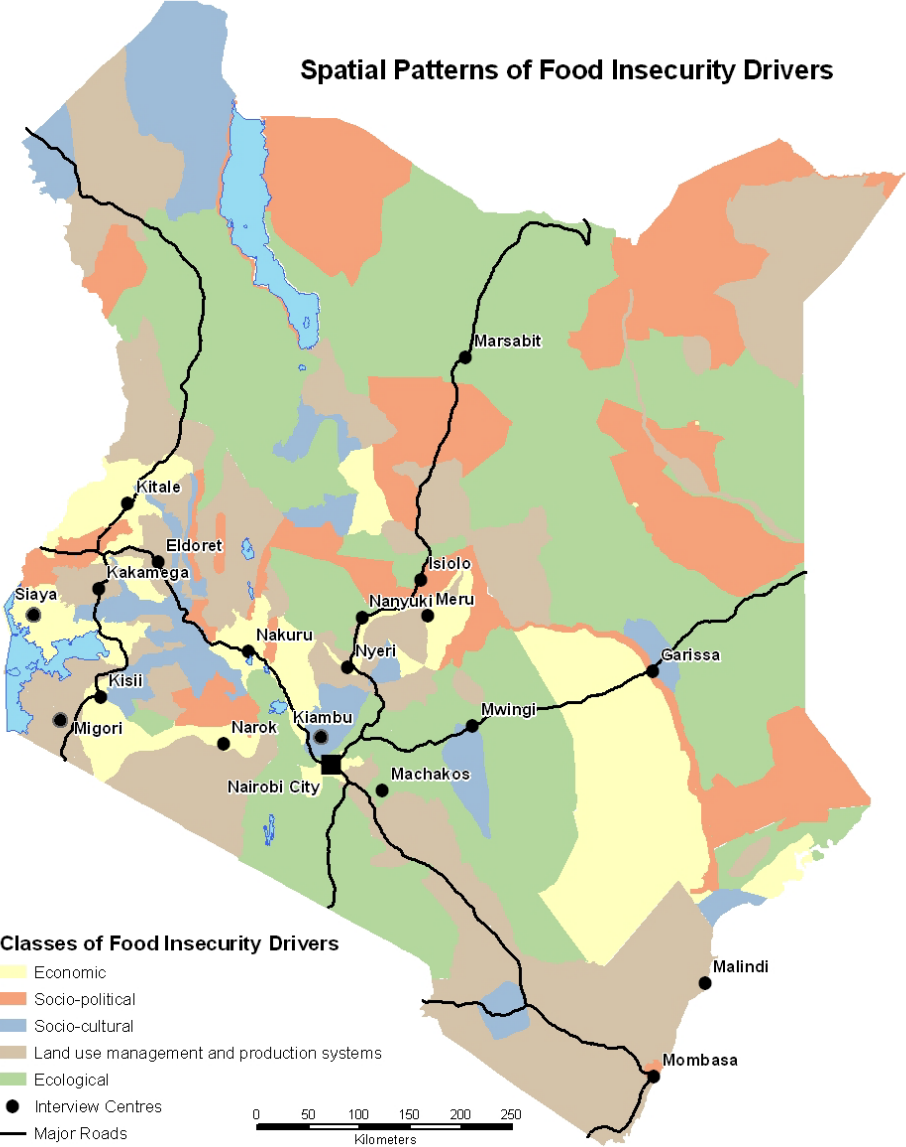 Spatial Patterns of Food Insecurity Drivers
Marsabit
Kitale
Eldoret
Isiolo
Kakamega
Siaya
Nanyuki
Meru
Nakuru
Nyeri
Garissa
Kisii
Mwingi
Kiambu
Migori
Narok
Machakos
Nairobi City
Classes of Food Insecurity Drivers
Economic
Malindi
Socio-political
Socio-cultural
Land use management and production systems
Mombasa
Ecological
Interview Centres
0 50 100 150 200 250
Major Roads
Kilometers